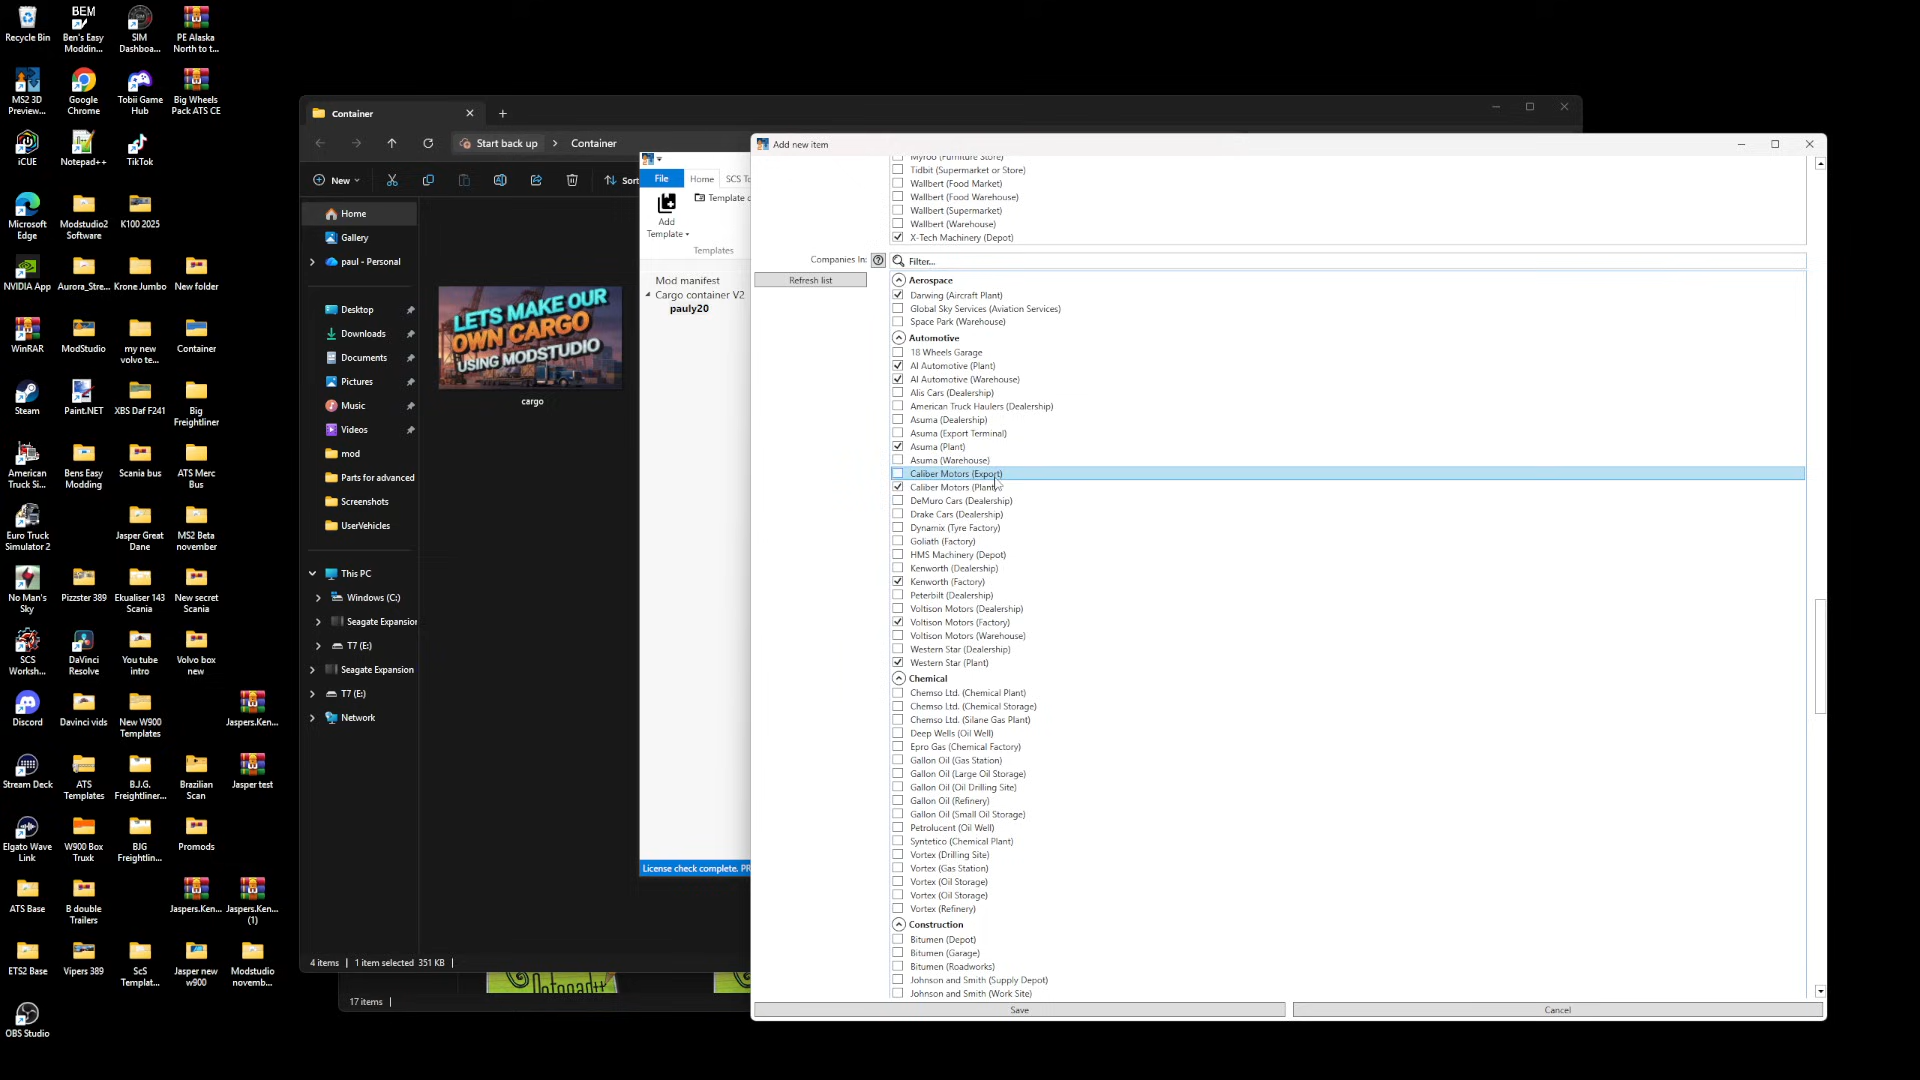 Recycle Bin
Ben's Easy
Moddin...
SIM
Dashboa...
PE Alaska
North to t...
MS2 3D
Preview...
Google
Chrome
Tobii Game
Hub
Big Wheels
Pack ATS CE
iCUE
Notepad++
TikTok
Microsoft
Edge
Modstudio2
Software
K100 2025
NVIDIA App
Aurora_Stre...
Krone Jumbo
New folder
WinRAR
ModStudio
my new
volvo te...
Container
Steam
Paint.NET
XBS Daf F241
Big
Freightliner
American
Truck Si...
Bens Easy
Modding
Scania bus
ATS Merc
Bus
Euro Truck
Simulator 2
Jasper Great
Dane
MS2 Beta
november
No Man's
Sky
Pizzster 389
Ekualiser 143
Scania
New secret
Scania
SCS
Worksh...
DaVinci
Resolve
You tube
intro
Volvo box
new
Discord
Davinci vids
New W900
Templates
Jaspers.Ken...
Stream Deck
ATS
Templates
B.J.G.
Freightliner...
Brazilian
Scan
Jasper test
Elgato Wave
Link
W900 Box
Truxk
BJG
Freightlin...
Promods
ATS Base
B double
Trailers
Jaspers.Ken...
Jaspers.Ken...
(1)
ETS2 Base
Vipers 389
ScS
Templat...
Jasper new
w900
Modstudio
novemb...
OBS Studio
Container
Start back up
Container
New
Sort
Home
Gallery
paul - Personal
Desktop
Downloads
Documents
Pictures
Music
Videos
mod
Parts for advanced
Screenshots
UserVehicles
This PC
Windows (C:)
Seagate Expansion
T7 (E:)
Seagate Expansion
T7 (E:)
Network
LETS MAKE OUR
OWN CARGO
USING MODSTUDIO
cargo
4 items
1 item selected 351 KB
17 items
File
Home
SCS To
Add
Template
Template
Templates
Mod manifest
Cargo container V2
pauly20
License check complete. PR
Add new item
Myroo (Furniture Store)
Tidbit (Supermarket or Store)
Wallbert (Food Market)
Wallbert (Food Warehouse)
Wallbert (Supermarket)
Wallbert (Warehouse)
X-Tech Machinery (Depot)
Companies In:
Filter...
Refresh list
Aerospace
Darwing (Aircraft Plant)
Global Sky Services (Aviation Services)
Space Park (Warehouse)
Automotive
18 Wheels Garage
AI Automotive (Plant)
AI Automotive (Warehouse)
Alis Cars (Dealership)
American Truck Haulers (Dealership)
Asuma (Dealership)
Asuma (Export Terminal)
Asuma (Plant)
Asuma (Warehouse)
Caliber Motors (Export)
Caliber Motors (Plant)
DeMuro Cars (Dealership)
Drake Cars (Dealership)
Dynamix (Tyre Factory)
Goliath (Factory)
HMS Machinery (Depot)
Kenworth (Dealership)
Kenworth (Factory)
Peterbilt (Dealership)
Voltison Motors (Dealership)
Voltison Motors (Factory)
Voltison Motors (Warehouse)
Western Star (Dealership)
Western Star (Plant)
Chemical
Chemso Ltd. (Chemical Plant)
Chemso Ltd. (Chemical Storage)
Chemso Ltd. (Silane Gas Plant)
Deep Wells (Oil Well)
Epro Gas (Chemical Factory)
Gallon Oil (Gas Station)
Gallon Oil (Large Oil Storage)
Gallon Oil (Oil Drilling Site)
Gallon Oil (Refinery)
Gallon Oil (Small Oil Storage)
Petrolucent (Oil Well)
Syntetico (Chemical Plant)
Vortex (Drilling Site)
Vortex (Gas Station)
Vortex (Oil Storage)
Vortex (Oil Storage)
Vortex (Refinery)
Construction
Bitumen (Depot)
Bitumen (Garage)
Bitumen (Roadworks)
Johnson and Smith (Supply Depot)
Johnson and Smith (Work Site)
Save
Cancel